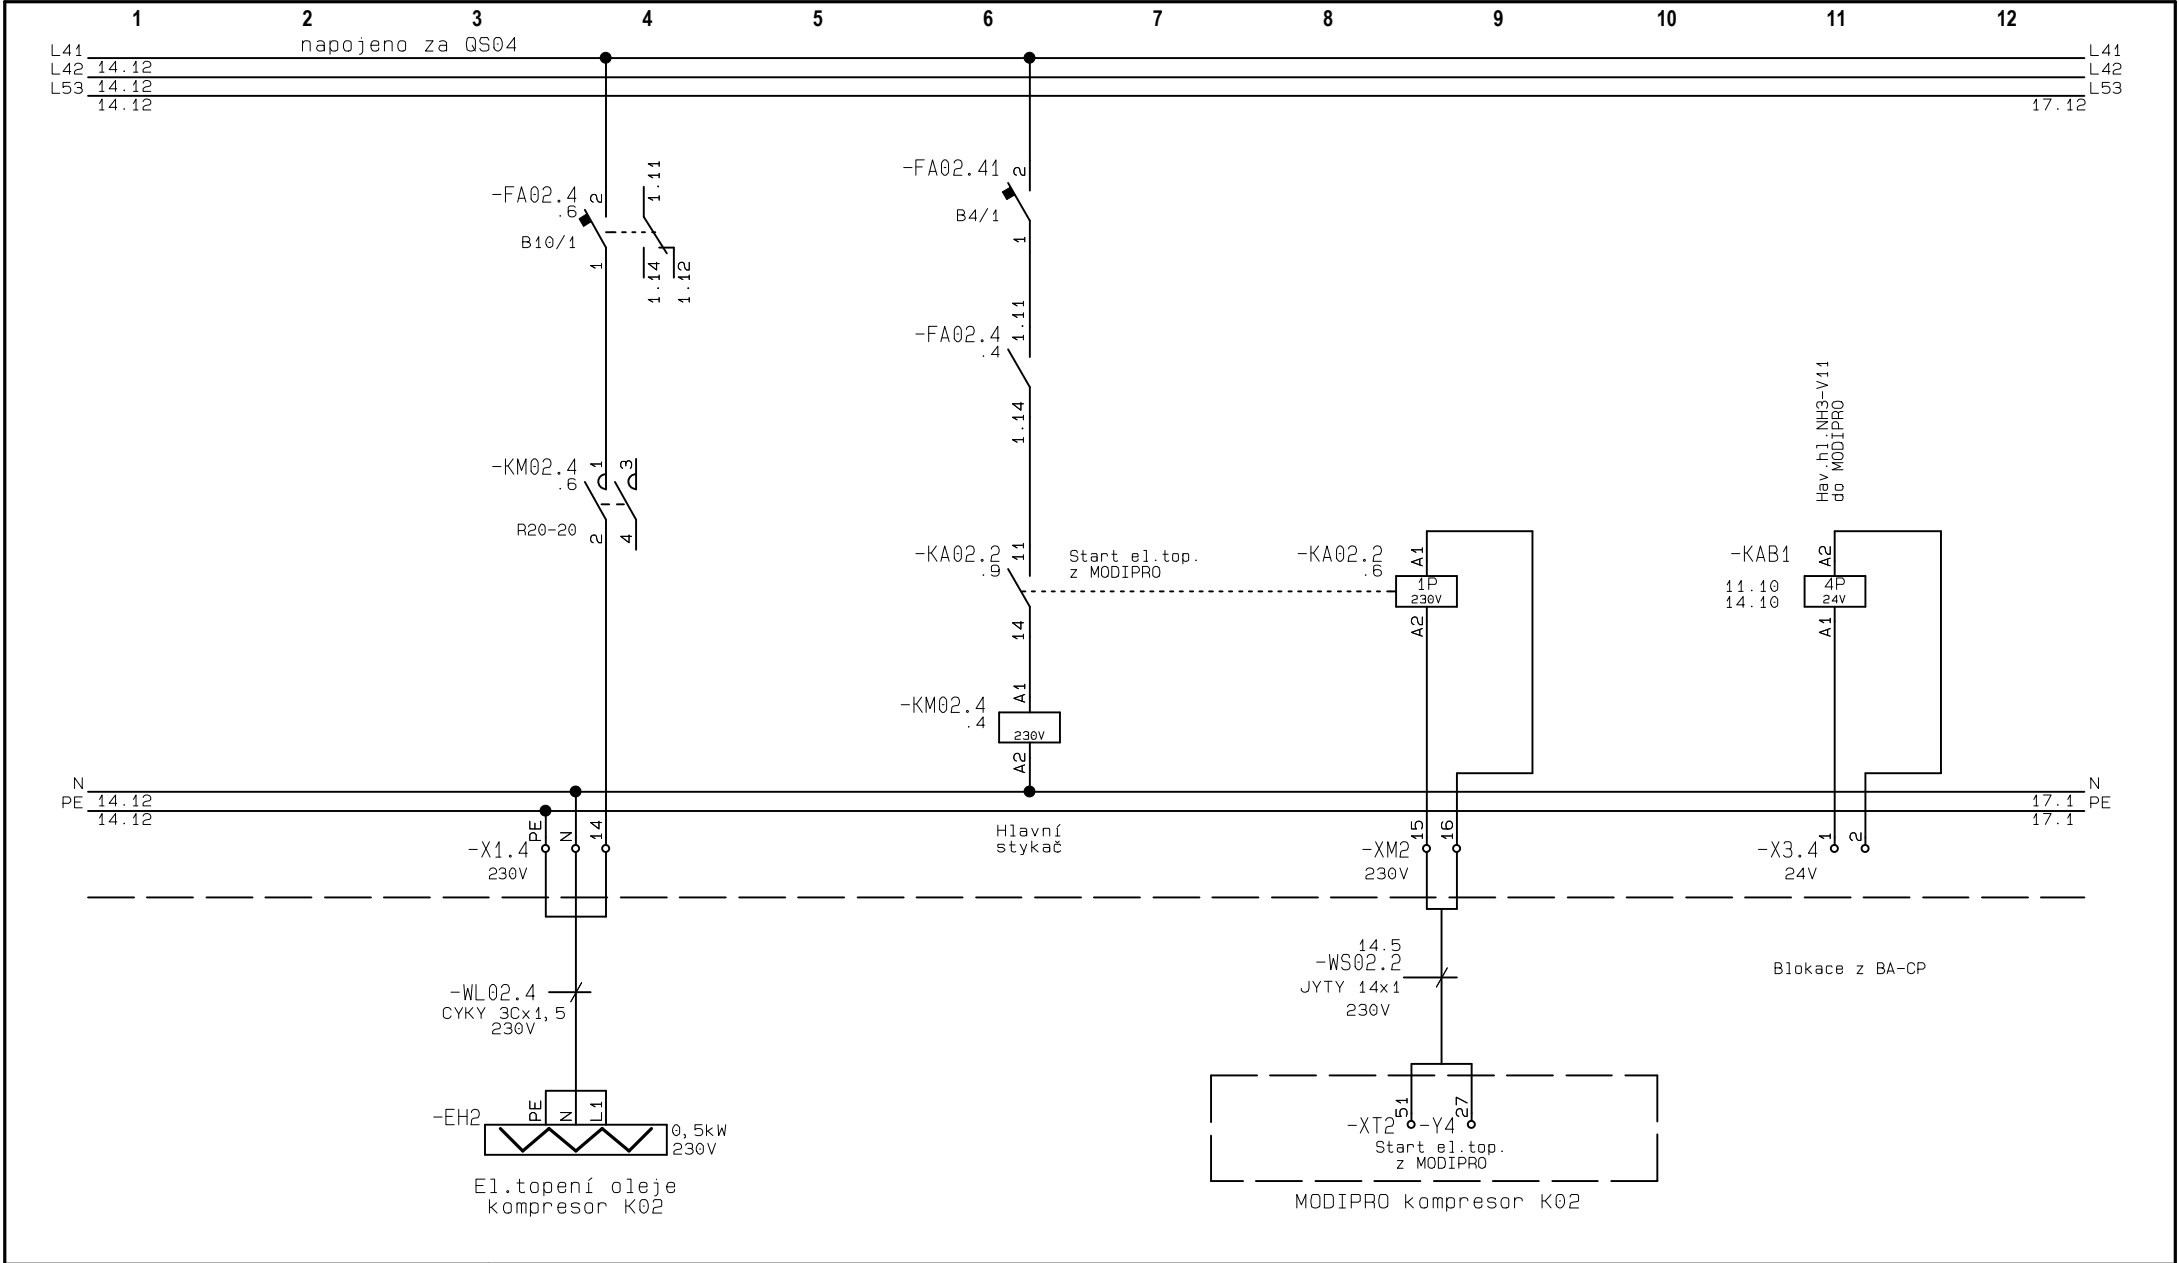 1 2 3 4 5 6 7 8 9 10 11 12
napojeno za QS04
L41 L41
L42 14.12 L42
L53 14.12 L53
14.12 17.12
-FA02.4
.6
B10/1
2
1
1.11
1.14
1.12
-FA02.41
B4/1
2
1
-FA02.4
.4
1.11
1.14
-KM02.4
.6
R20-20
1
2
3
4
-KA02.2
.9
11
14
Start el.top.
z MODIPRO
-KA02.2
.6
A1
1P
230V
A2
Hav.hl.NH3-V11
do MODIPRO
-KAB1
11.10
14.10
A2
4P
24V
A1
-KM02.4
.4
A1
230V
A2
N N
PE 14.12 17.1 PE
14.12 17.1
Hlavní
stykač
-X1.4
230V
PE
N
14
-XM2
230V
15
16
-X3.4
24V
1
2
-WL02.4
CYKY 3Cx1,5
230V
14.5
-WS02.2
JYTY 14x1
230V
Blokace z BA-CP
-EH2
PE
N
L1
0,5kW
230V
El.topení oleje
kompresor K02
51
27
-XT2 -Y4
Start el.top.
z MODIPRO
MODIPRO kompresor K02